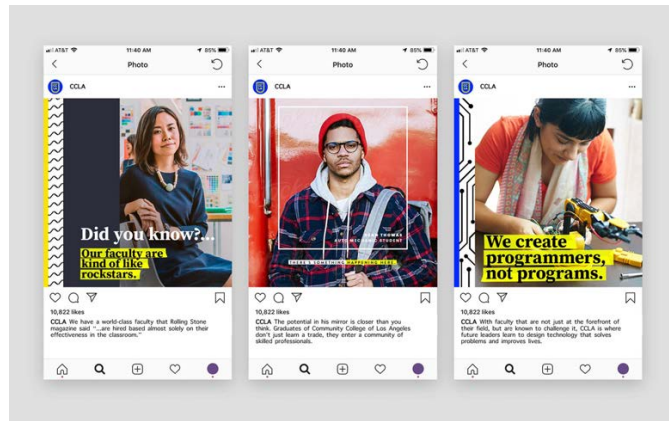 AT&T
11:40 AM
85%
Photo
CCLA
Did you know?...
Our faculty are
kind of like
rockstars.
10,822 likes
CCLA We have a world-class faculty that Rolling Stone
magazine said “...are hired based almost solely on their
effectiveness in the classroom.”
AT&T
11:40 AM
85%
Photo
CCLA
THOMAS
AUTO MECHANIC STUDENT
THERE'S SOMETHING HAPPENING HERE.
10,822 likes
CCLA The potential in his mirror is closer than you
think. Graduates of Community College of Los Angeles
don't just learn a trade, they enter a community of
skilled professionals.
AT&T
11:40 AM
85%
Photo
CCLA
We create
programmers,
not programs.
10,822 likes
CCLA With faculty that are not just at the forefront of
their field, but are known to challenge it, CCLA is where
future leaders learn to design technology that solves
problems and improves lives.